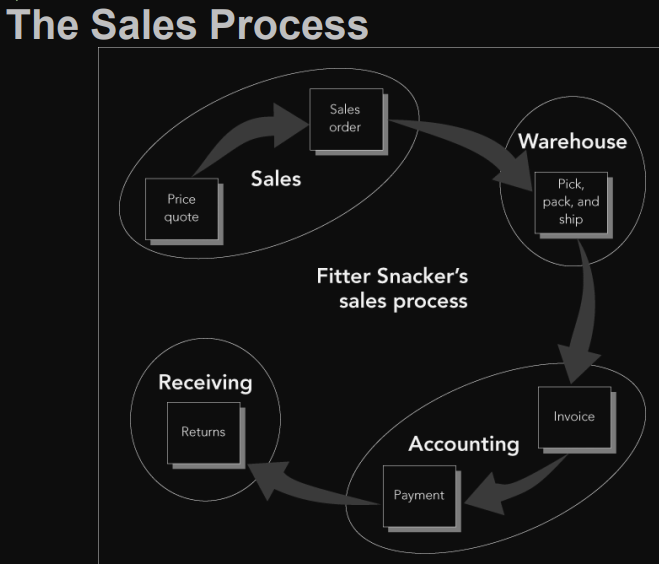 The Sales Process
Sales
order
Warehouse
Sales
Price
quote
Pick,
pack, and
ship
Fitter Snacker's
sales process
Receiving
Returns
Invoice
Accounting
Payment